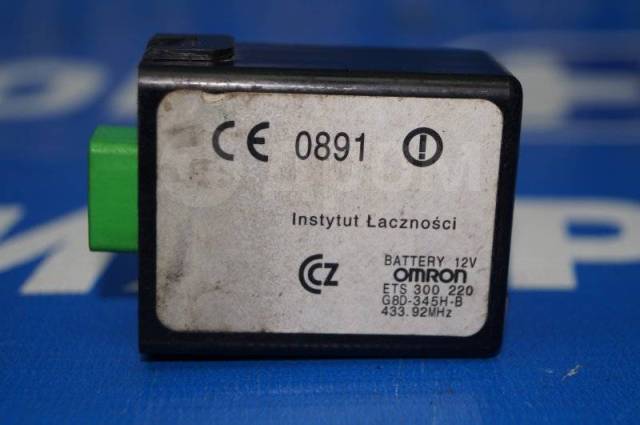 CE 0891
Instytut Łaczności
CZ
BATTERY 12V
OMRON
ETS 300 220
G8D-345H-B
433.92MHz